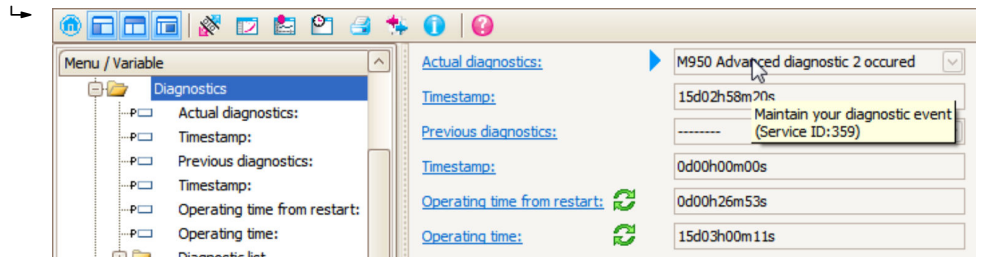 Menu / Variable
Diagnostics
Actual diagnostics:
Timestamp:
Previous diagnostics:
Timestamp:
Operating time from restart:
Operating time:
Diagnostic list
Actual diagnostics:
M950 Advanced diagnostic 2 occured
Timestamp:
15d02h58m20s
Maintain your diagnostic event
(Service ID:359)
Previous diagnostics:
--------
Timestamp:
0d00h00m00s
Operating time from restart:
0d00h26m53s
Operating time:
15d03h00m11s